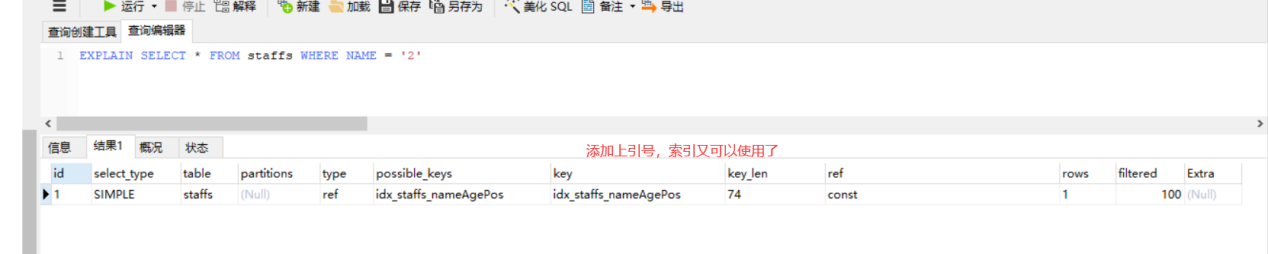 运行 停止 解释 新建 加载 保存 另存为 美化 SQL 备注 导出
查询创建工具 查询编辑器
1 EXPLAIN SELECT * FROM staffs WHERE NAME = '2'
信息 结果1 概况 状态
添加上引号，索引又可以使用了
id select_type table partitions type possible_keys key key_len ref rows filtered Extra
1 SIMPLE staffs (Null) ref idx_staffs_nameAgePos idx_staffs_nameAgePos 74 const 1 100 (Null)